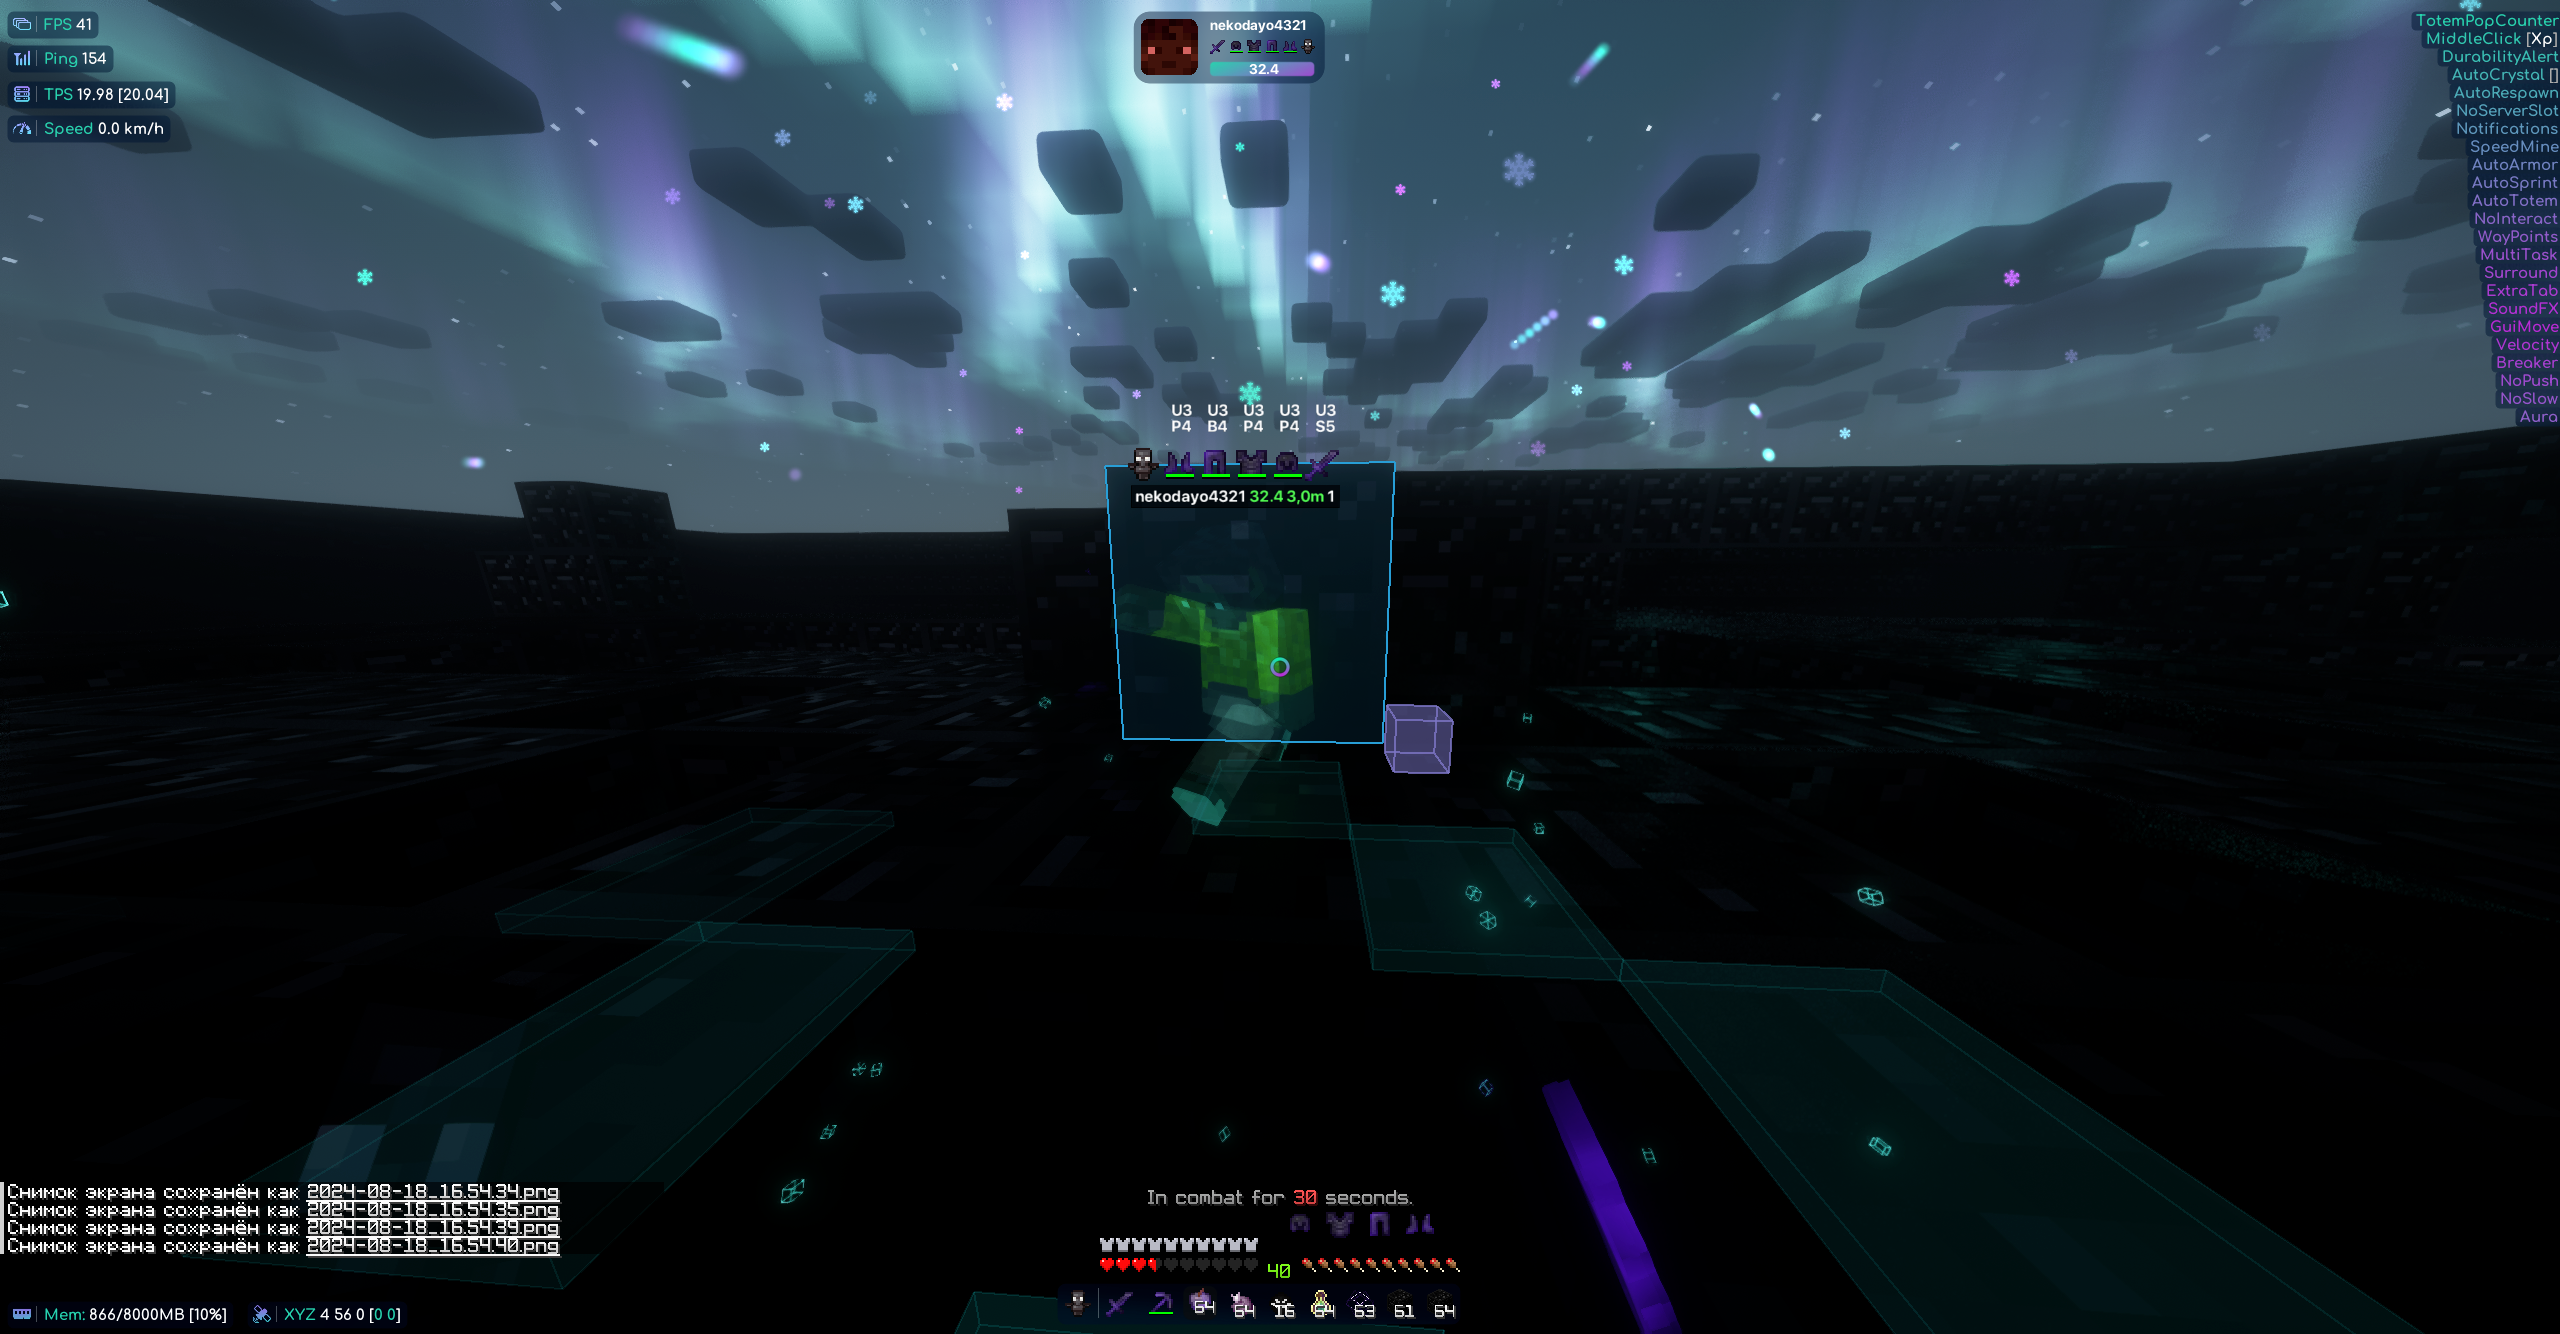 FPS 41
Ping 154
TPS 19.98 [20.04]
Speed 0.0 km/h
nekodayo4321
32.4
TotemPopCounter
MiddleClick [Xp]
DurabilityAlert
AutoCrystal []
AutoRespawn
NoServerSlot
Notifications
SpeedMine
AutoArmor
AutoSprint
AutoTotem
NoInteract
WayPoints
MultiTask
Surround
ExtraTab
SoundFX
GuiMove
Velocity
Breaker
NoPush
NoSlow
Aura
U3 U3 U3 U3 U3
P4 B4 P4 P4 S5
nekodayo4321 32.4 3,0m 1
Снимок экрана сохранён как 2024-08-18_16.54.34.png
Снимок экрана сохранён как 2024-08-18_16.54.35.png
Снимок экрана сохранён как 2024-08-18_16.54.39.png
Снимок экрана сохранён как 2024-08-18_16.54.40.png
In combat for 30 seconds.
40
64 64 16 64 63 61 64
Mem: 866/8000MB [10%]
XYZ 4 56 0 [0 0]